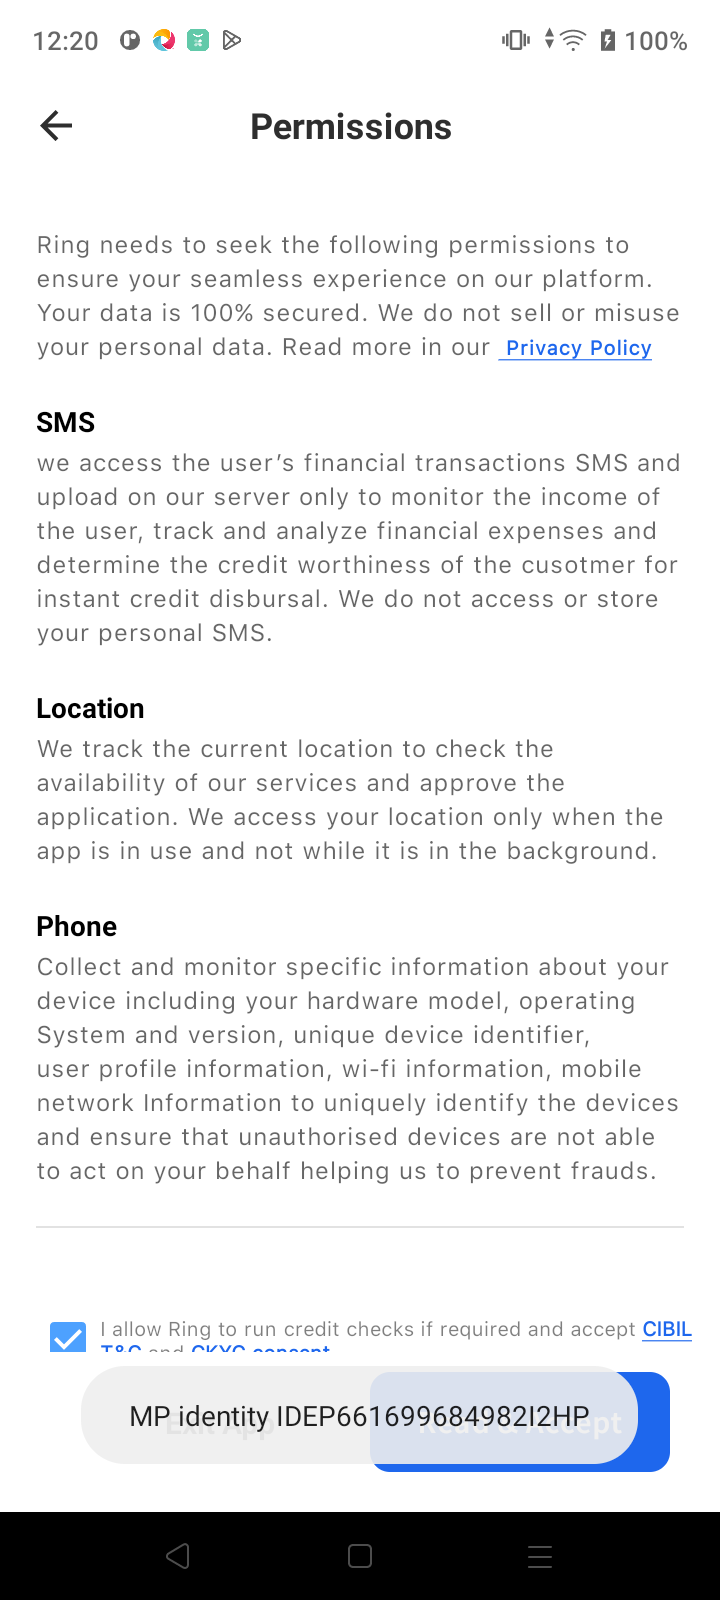 12:20
100%
Permissions
Ring needs to seek the following permissions to
ensure your seamless experience on our platform.
Your data is 100% secured. We do not sell or misuse
your personal data. Read more in our Privacy Policy
SMS
we access the user's financial transactions SMS and
upload on our server only to monitor the income of
the user, track and analyze financial expenses and
determine the credit worthiness of the cusotmer for
instant credit disbursal. We do not access or store
your personal SMS.
Location
We track the current location to check the
availability of our services and approve the
application. We access your location only when the
app is in use and not while it is in the background.
Phone
Collect and monitor specific information about your
device including your hardware model, operating
System and version, unique device identifier,
user profile information, wi-fi information, mobile
network Information to uniquely identify the devices
and ensure that unauthorised devices are not able
to act on your behalf helping us to prevent frauds.
I allow Ring to run credit checks if required and accept CIBIL
T&C and CKYC consent
Exit App
Read & Accept
MP identity IDEP661699684982I2HP